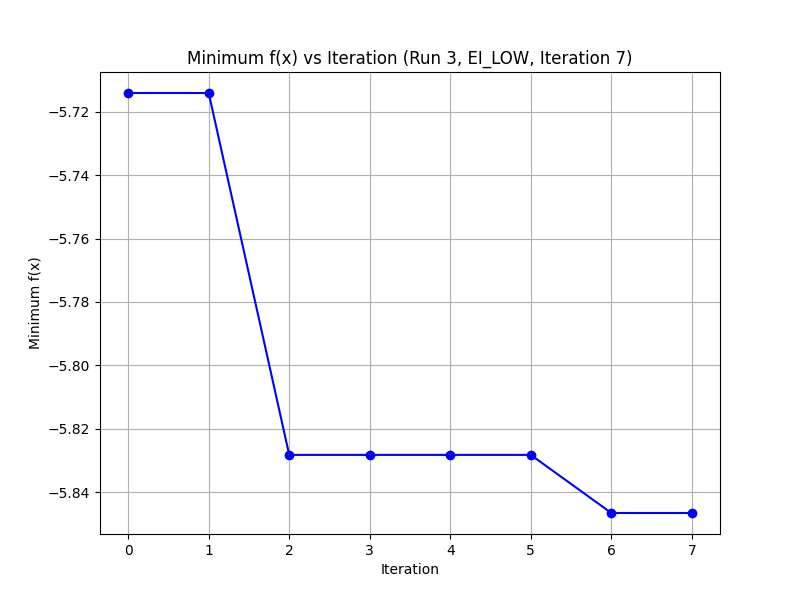 Minimum f(x) vs Iteration (Run 3, EI_LOW, Iteration 7)
Minimum f(x)
−5.72
−5.74
−5.76
−5.78
−5.80
−5.82
−5.84
0 1 2 3 4 5 6 7
Iteration